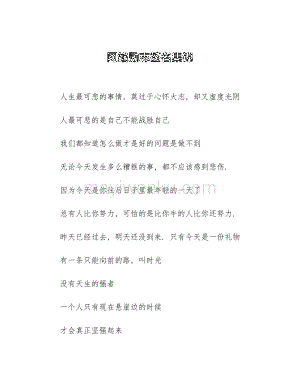 人生最可悲的事情，莫过于心怀大志，却又虚度光阴
人最可悲的是自己不能战胜自己
我们都知道怎么做才是好的问题是做不到
无论今天发生多么糟糕的事，都不应该感到悲伤.
因为今天是你往后日子里最年轻的一天了
总有人比你努力，可怕的是比你牛的人比你还努力.
昨天已经过去，明天还没到来. 只有今天是一份礼物
有一条只能向前的路，叫时光
没有天生的强者
一个人只有现在悬崖边的时候
才会真正坚强起来